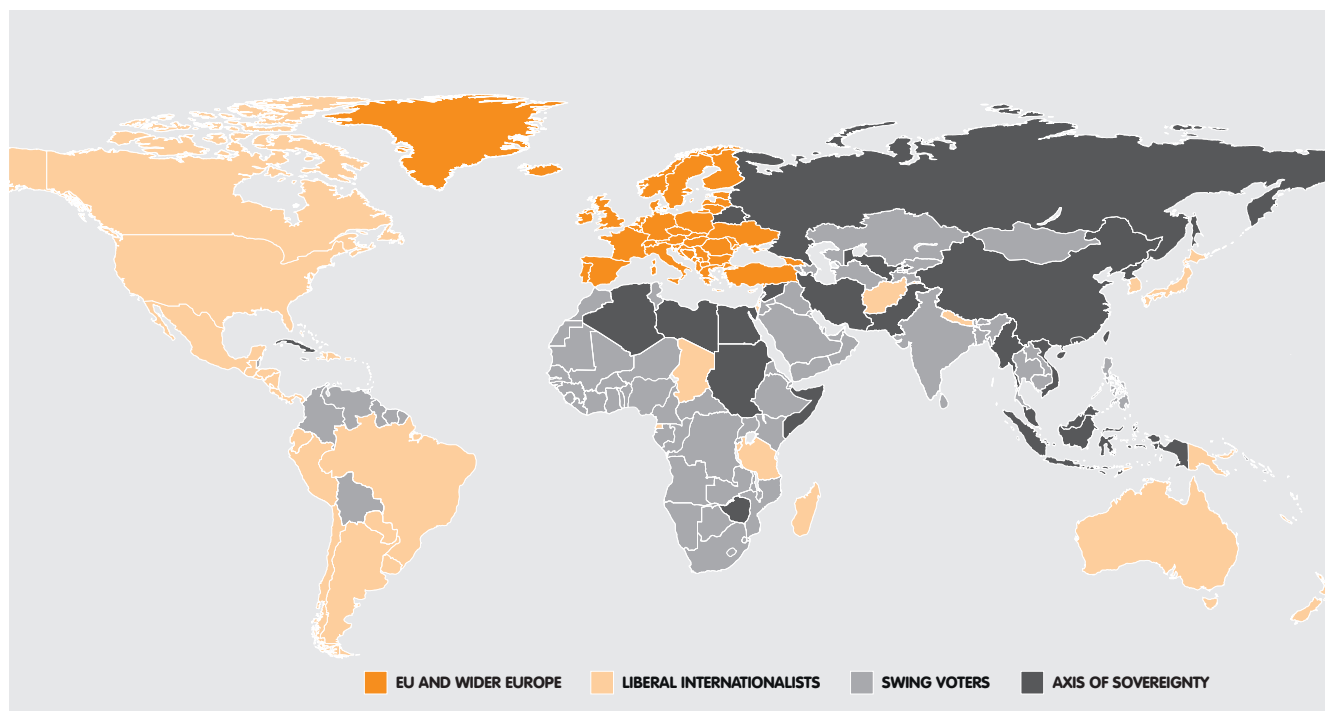 EU AND WIDER EUROPE LIBERAL INTERNATIONALISTS SWING VOTERS AXIS OF SOVEREIGNTY